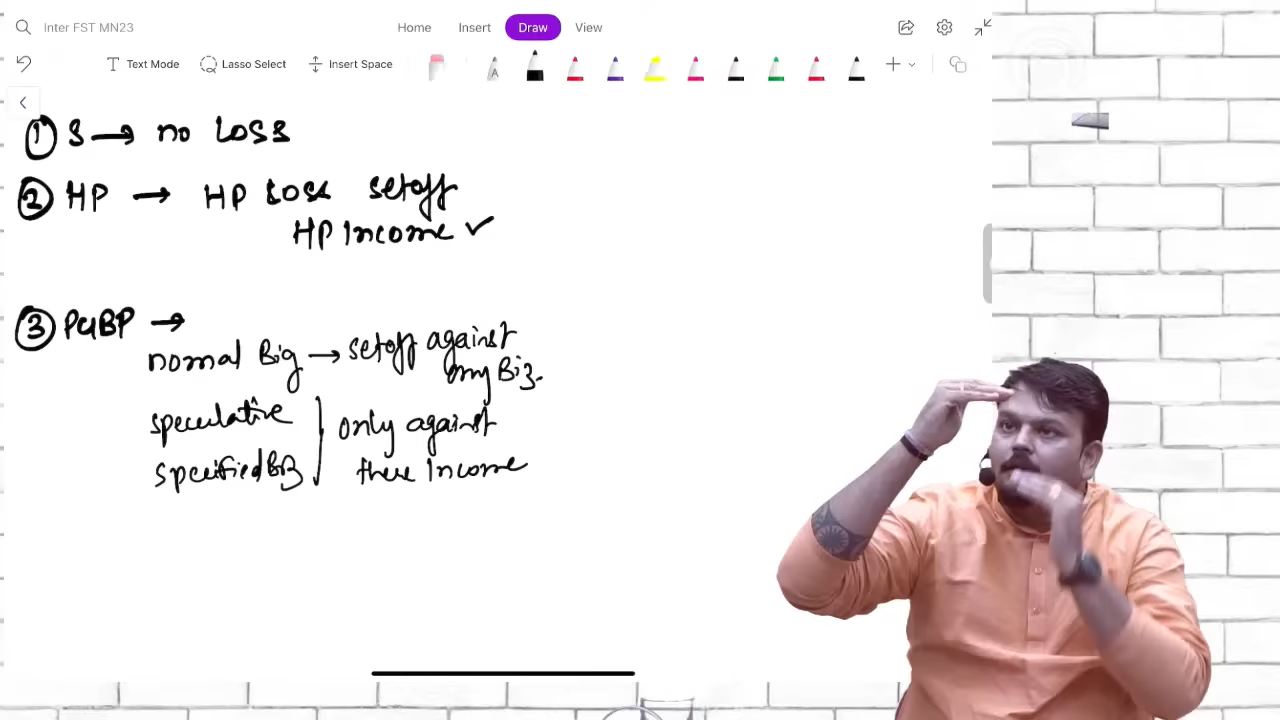 Inter FST MN23
Home Insert Draw View
Text Mode Lasso Select Insert Space
① S → no Loss
② HP → HP Loss setoff
HP Income ✓
③ PGBP →
normal Biz → setoff against
any Biz.
speculative
specified Biz
only against
there Income